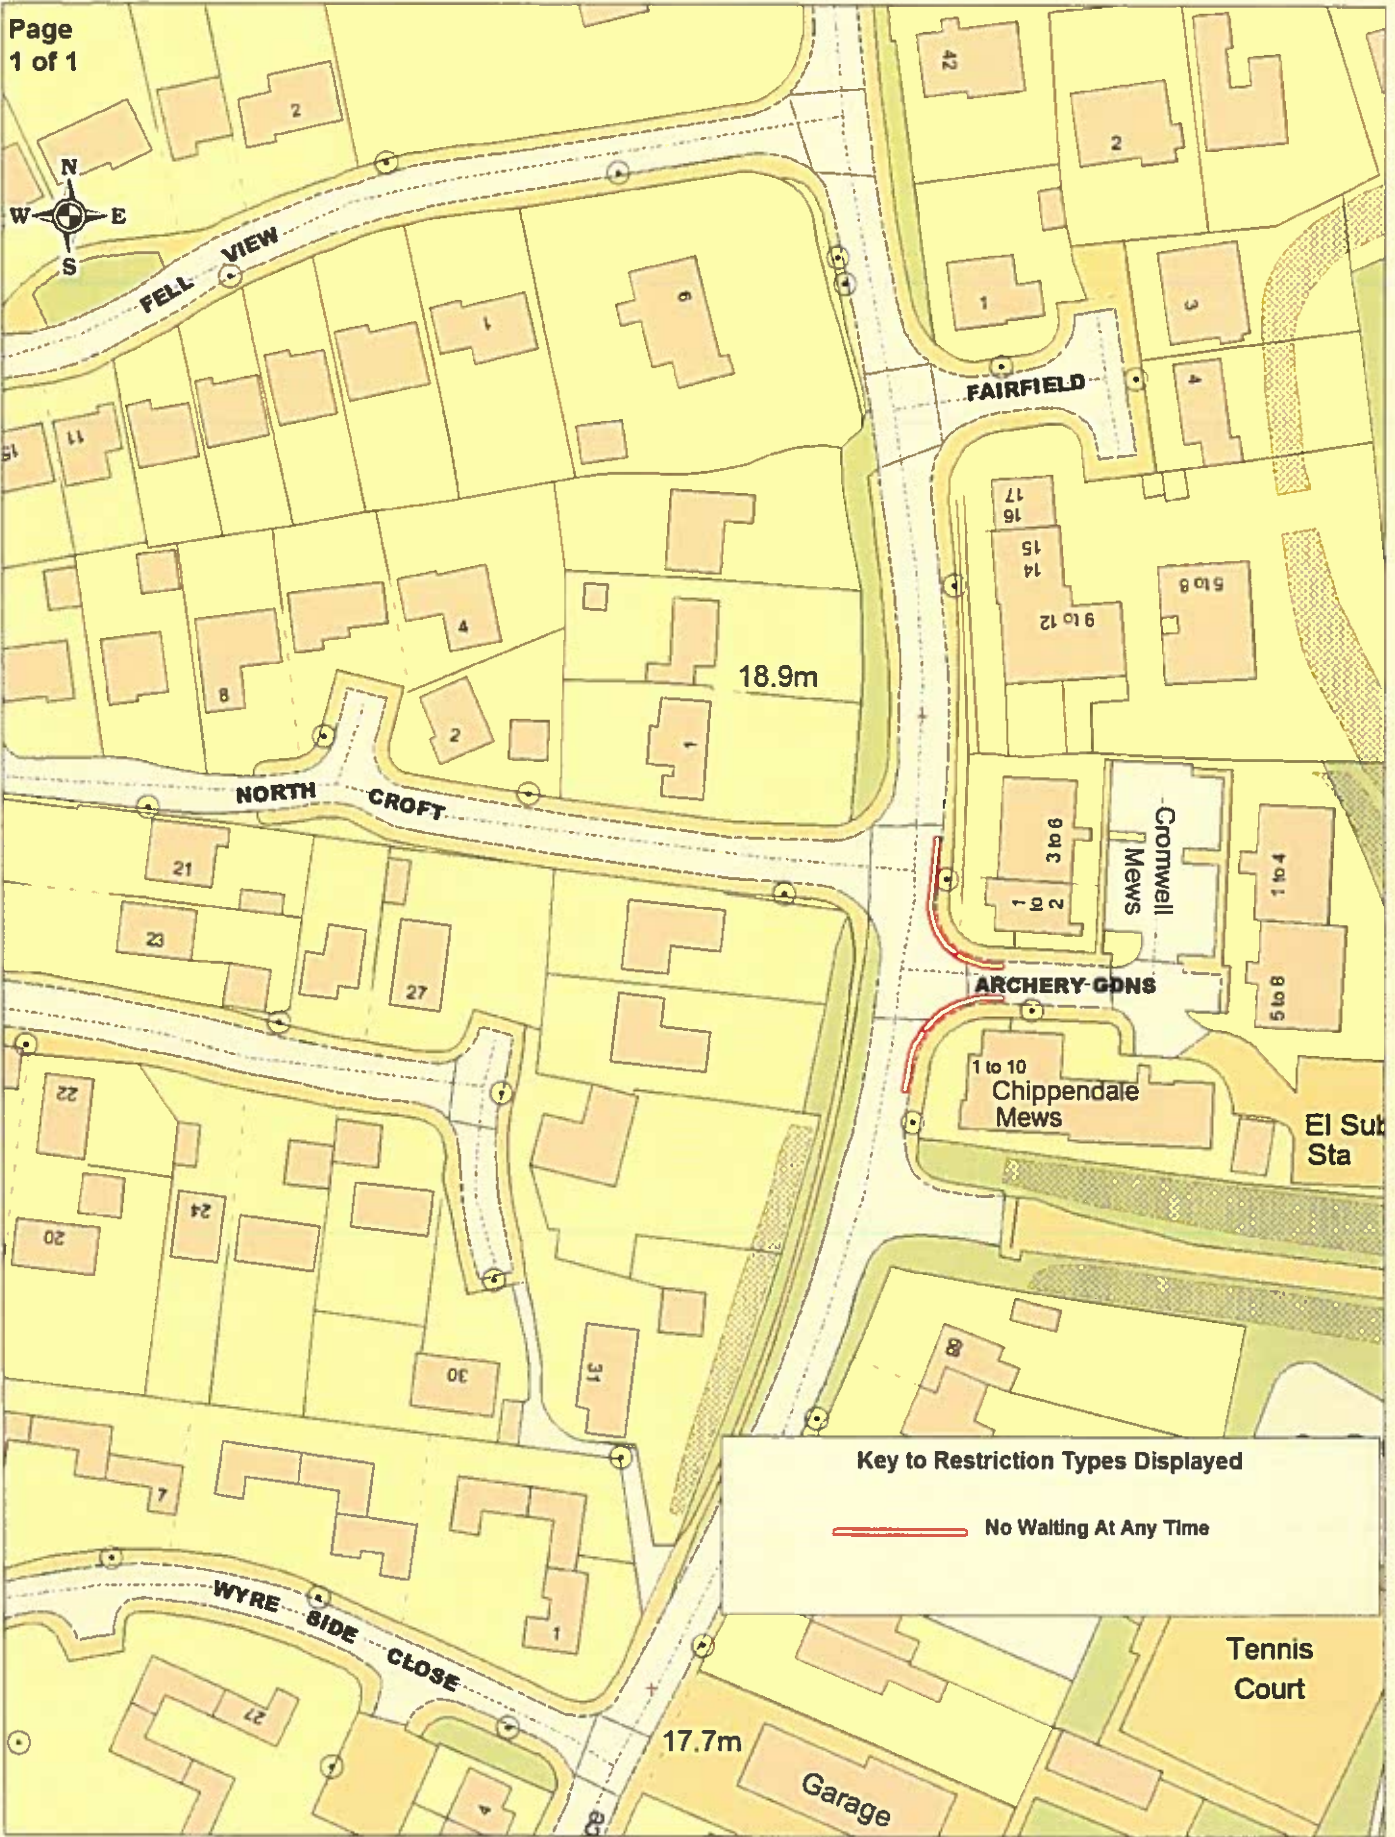 Page
1 of 1
N
W E
S
2
42
2
FELL VIEW
1
3
6
1
FAIRFIELD
4
11
15
17
16
15
14
9 to 12
5 to 8
4
8
2
18.9m
1
NORTH CROFT
21
23
27
3 to 6
1
to
2
Cromwell
Mews
1 to 4
ARCHERY GDNS
5 to 8
1 to 10
Chippendale
Mews
El Sub
Sta
22
24
20
30
31
68
7
1
WYRE SIDE CLOSE
27
4
Key to Restriction Types Displayed
No Waiting At Any Time
Tennis
Court
17.7m
Garage